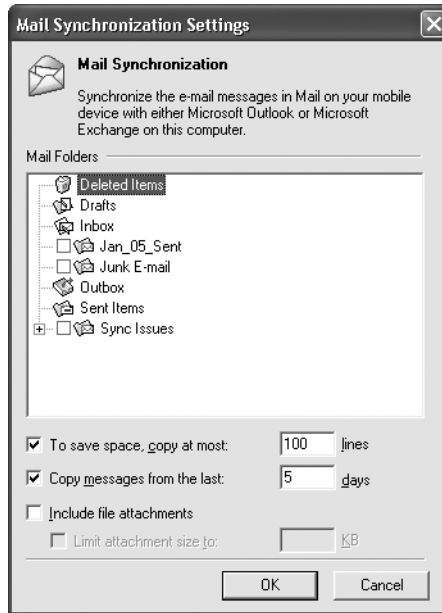 Mail Synchronization Settings
Mail Synchronization
Synchronize the e-mail messages in Mail on your mobile
device with either Microsoft Outlook or Microsoft
Exchange on this computer.
Mail Folders
Deleted Items
Drafts
Inbox
Jan_05_Sent
Junk E-mail
Outbox
Sent Items
Sync Issues
To save space, copy at most: 100 lines
Copy messages from the last: 5 days
Include file attachments
Limit attachment size to: KB
OK Cancel